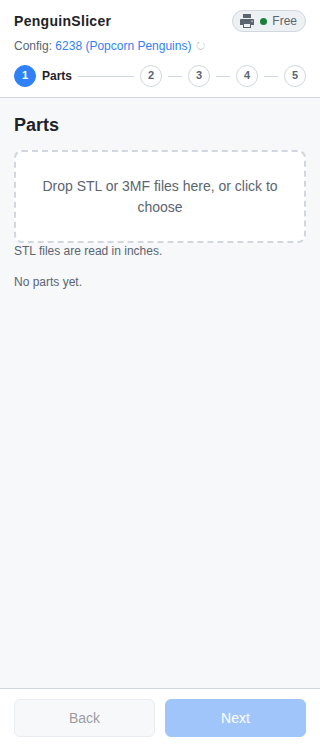 PenguinSlicer
Free
Config: 6238 (Popcorn Penguins)
1 Parts 2 3 4 5
Parts
Drop STL or 3MF files here, or click to
choose
STL files are read in inches.
No parts yet.
Back
Next